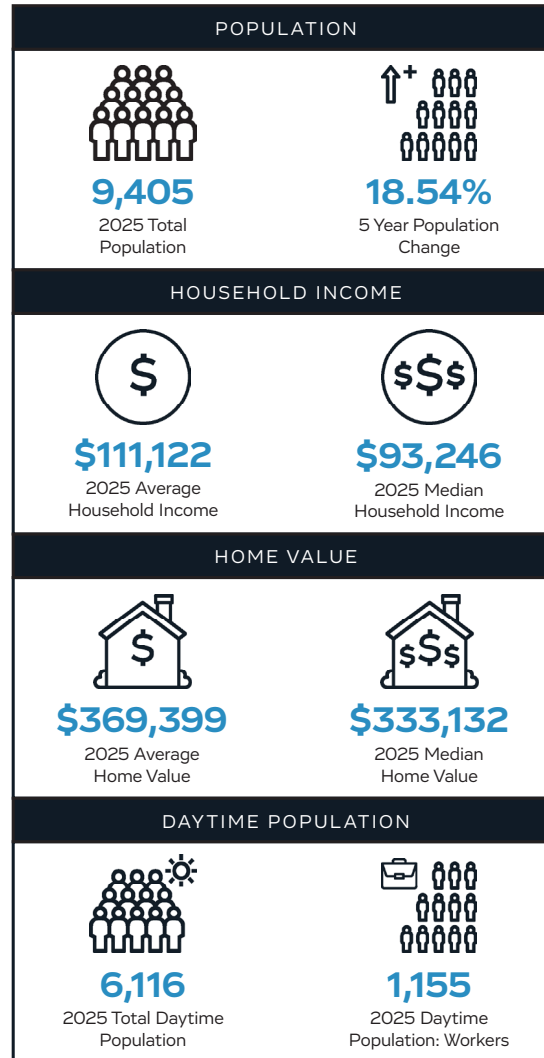 POPULATION
9,405
2025 Total
Population
18.54%
5 Year Population
Change
HOUSEHOLD INCOME
$
$111,122
2025 Average
Household Income
$$$
$93,246
2025 Median
Household Income
HOME VALUE
$
$369,399
2025 Average
Home Value
$$$
$333,132
2025 Median
Home Value
DAYTIME POPULATION
6,116
2025 Total Daytime
Population
1,155
2025 Daytime
Population: Workers